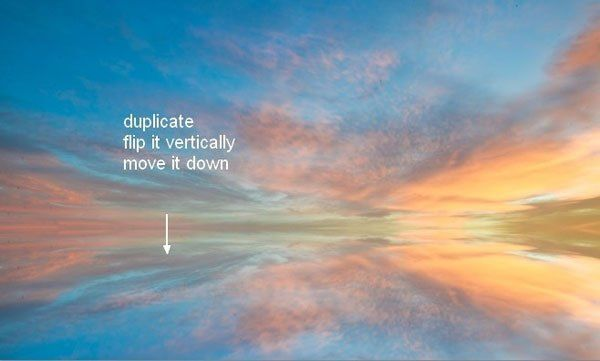 duplicate
flip it vertically
move it down